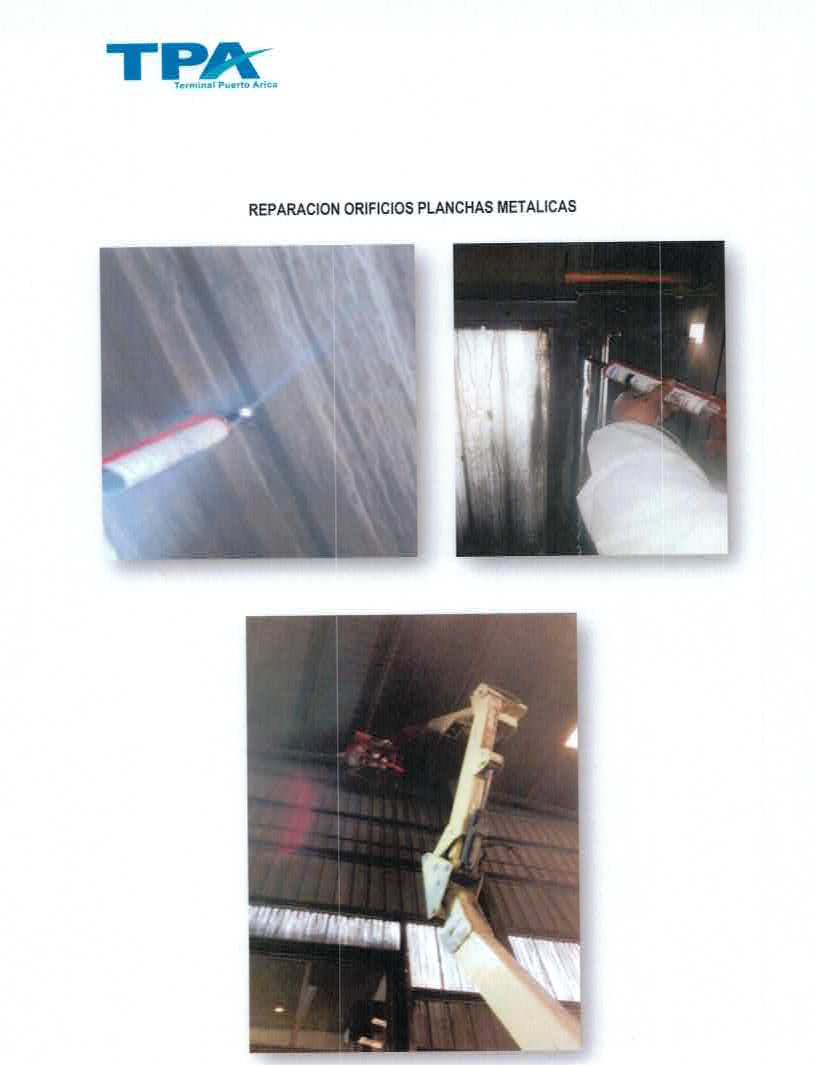 TPA
Terminal Puerto Arica
REPARACION ORIFICIOS PLANCHAS METALICAS